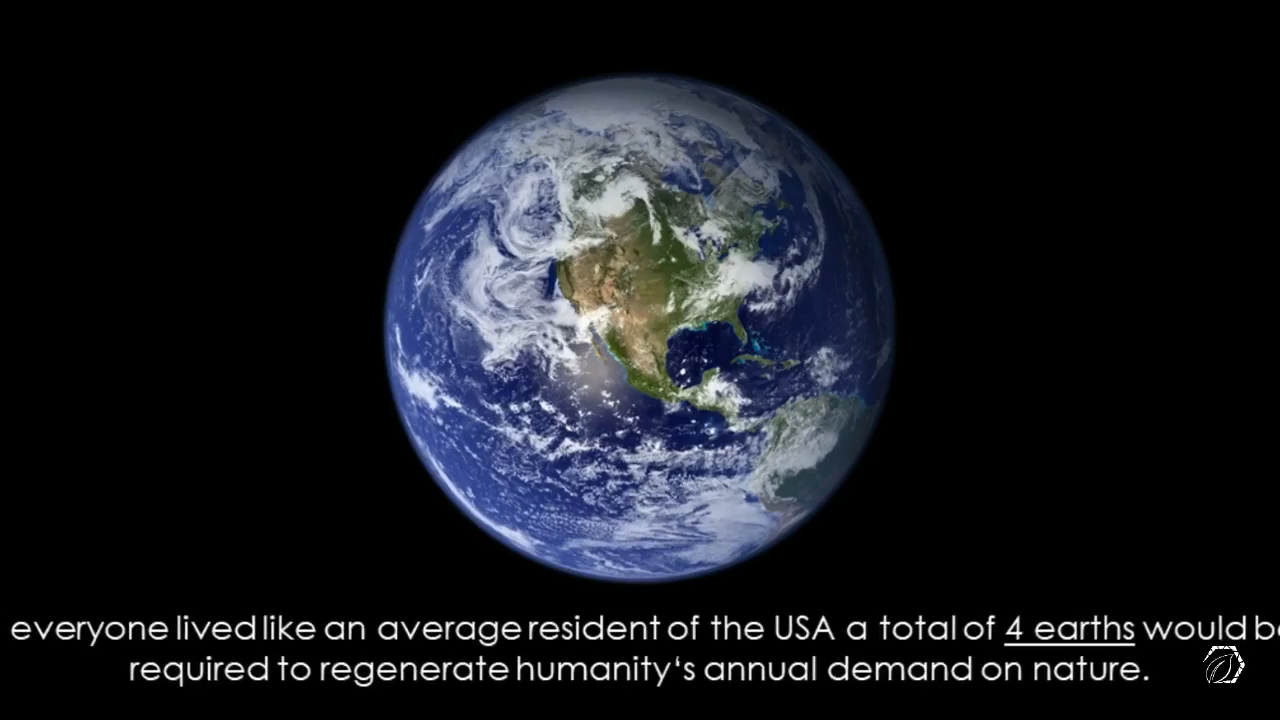 everyone lived like an average resident of the USA a total of 4 earths would be
required to regenerate humanity‘s annual demand on nature.